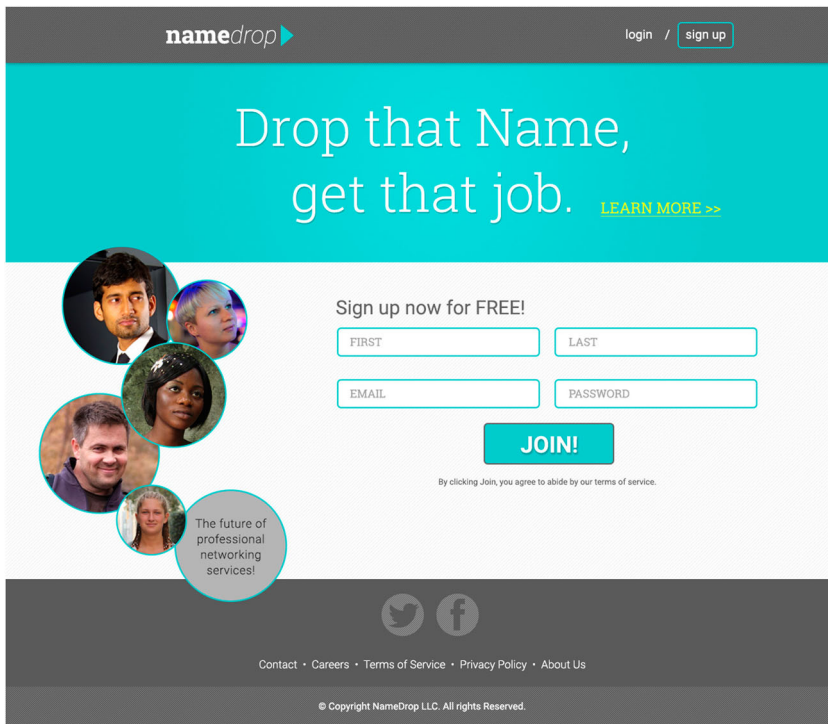 namedrop
login / sign up
Drop that Name,
get that job.
LEARN MORE >>
Sign up now for FREE!
FIRST
LAST
EMAIL
PASSWORD
JOIN!
By clicking Join, you agree to abide by our terms of service.
The future of
professional
networking
services!
Contact • Careers • Terms of Service • Privacy Policy • About Us
© Copyright NameDrop LLC. All rights Reserved.